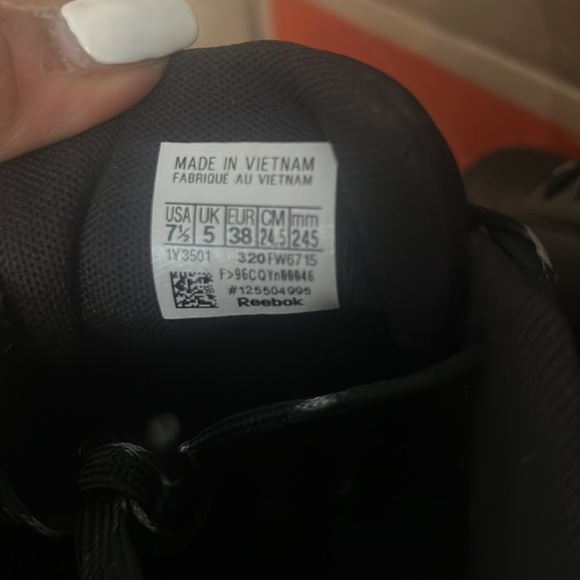 MADE IN VIETNAM
FABRIQUÉ AU VIETNAM
USA UK EUR CM mm
7½ 5 38 24.5 245
1Y3501 320 FW6715
#125504995
Reebok